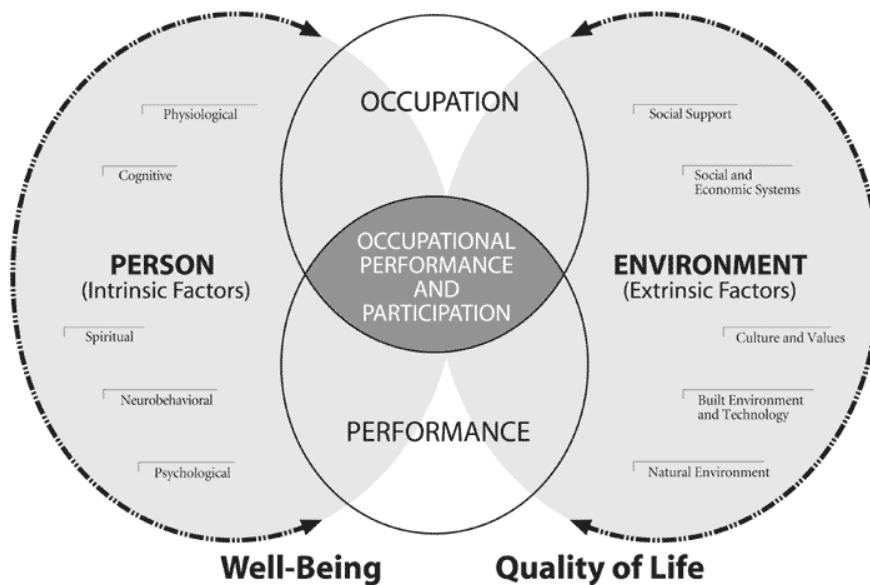 OCCUPATION
Physiological
Cognitive
PERSON
(Intrinsic Factors)
Spiritual
Neurobehavioral
Psychological
OCCUPATIONAL
PERFORMANCE
AND
PARTICIPATION
Social Support
Social and
Economic Systems
ENVIRONMENT
(Extrinsic Factors)
Culture and Values
Built Environment
and Technology
Natural Environment
PERFORMANCE
Well-Being
Quality of Life